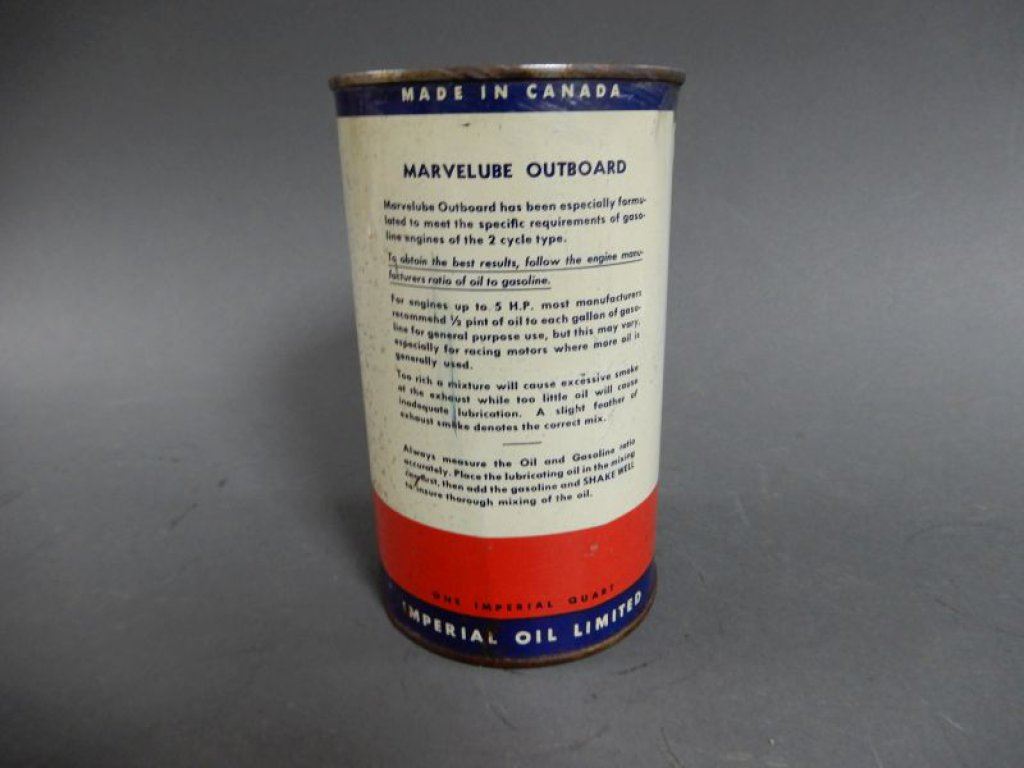 MADE IN CANADA
MARVELUBE OUTBOARD
Marvelube Outboard has been especially formu-
lated to meet the specific requirements of gaso-
line engines of the 2 cycle type.
To obtain the best results, follow the engine manu-
facturers ratio of oil to gasoline.
For engines up to 5 H.P. most manufacturers
recommend ½ pint of oil to each gallon of gaso-
line for general purpose use, but this may vary,
especially for racing motors where more oil is
generally used.
Too rich a mixture will cause excessive smoke
at the exhaust while too little oil will cause
inadequate lubrication. A slight feather of
exhaust smoke denotes the correct mix.
Always measure the Oil and Gasoline ratio
accurately. Place the lubricating oil in the mixing
can first, then add the gasoline and SHAKE WELL
to insure thorough mixing of the oil.
ONE IMPERIAL QUART
IMPERIAL OIL LIMITED